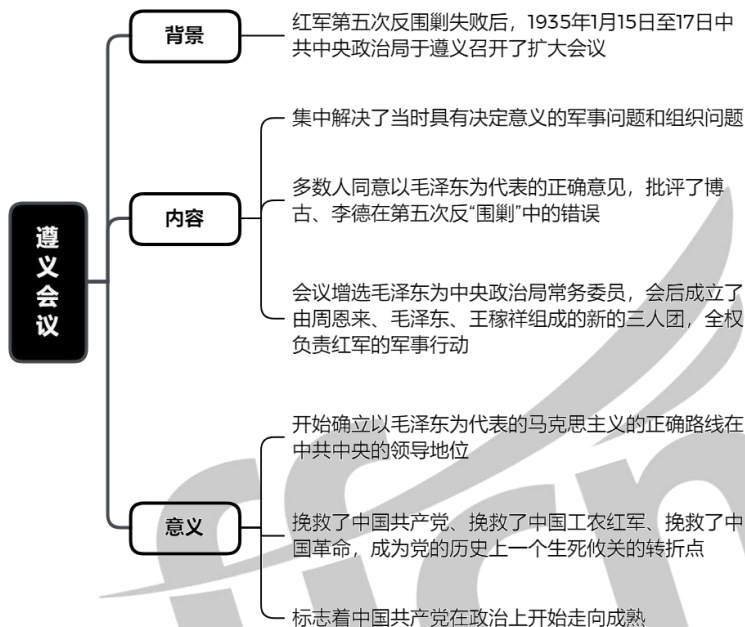 遵义会议
背景
红军第五次反围剿失败后，1935年1月15日至17日中
共中央政治局于遵义召开了扩大会议
内容
集中解决了当时具有决定意义的军事问题和组织问题
多数人同意以毛泽东为代表的正确意见，批评了博
古、李德在第五次反“围剿”中的错误
会议增选毛泽东为中央政治局常务委员，会后成立了
由周恩来、毛泽东、王稼祥组成的新的三人团，全权
负责红军的军事行动
意义
开始确立以毛泽东为代表的马克思主义的正确路线在
中共中央的领导地位
挽救了中国共产党、挽救了中国工农红军、挽救了中
国革命，成为党的历史上一个生死攸关的转折点
标志着中国共产党在政治上开始走向成熟